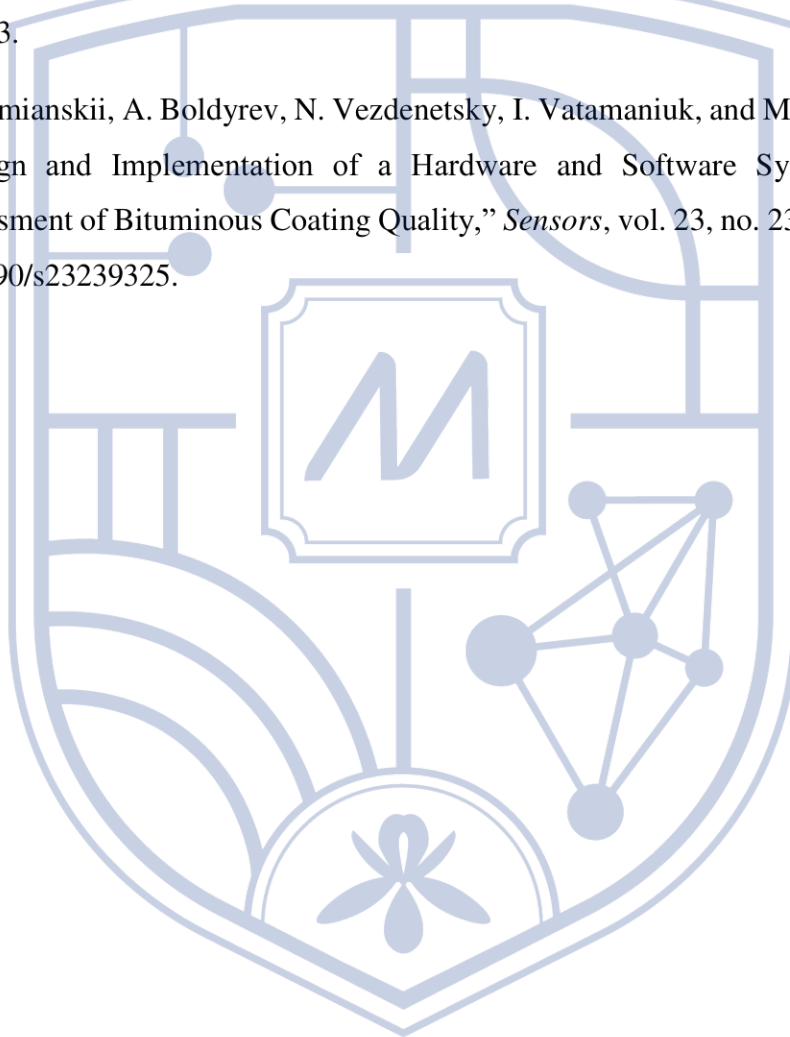 3.
mianskii, A. Boldyrev, N. Vezdenetsky, I. Vatamaniuk, and M
gn and Implementation of a Hardware and Software Sy
sment of Bituminous Coating Quality,” Sensors, vol. 23, no. 23
90/s23239325.
M